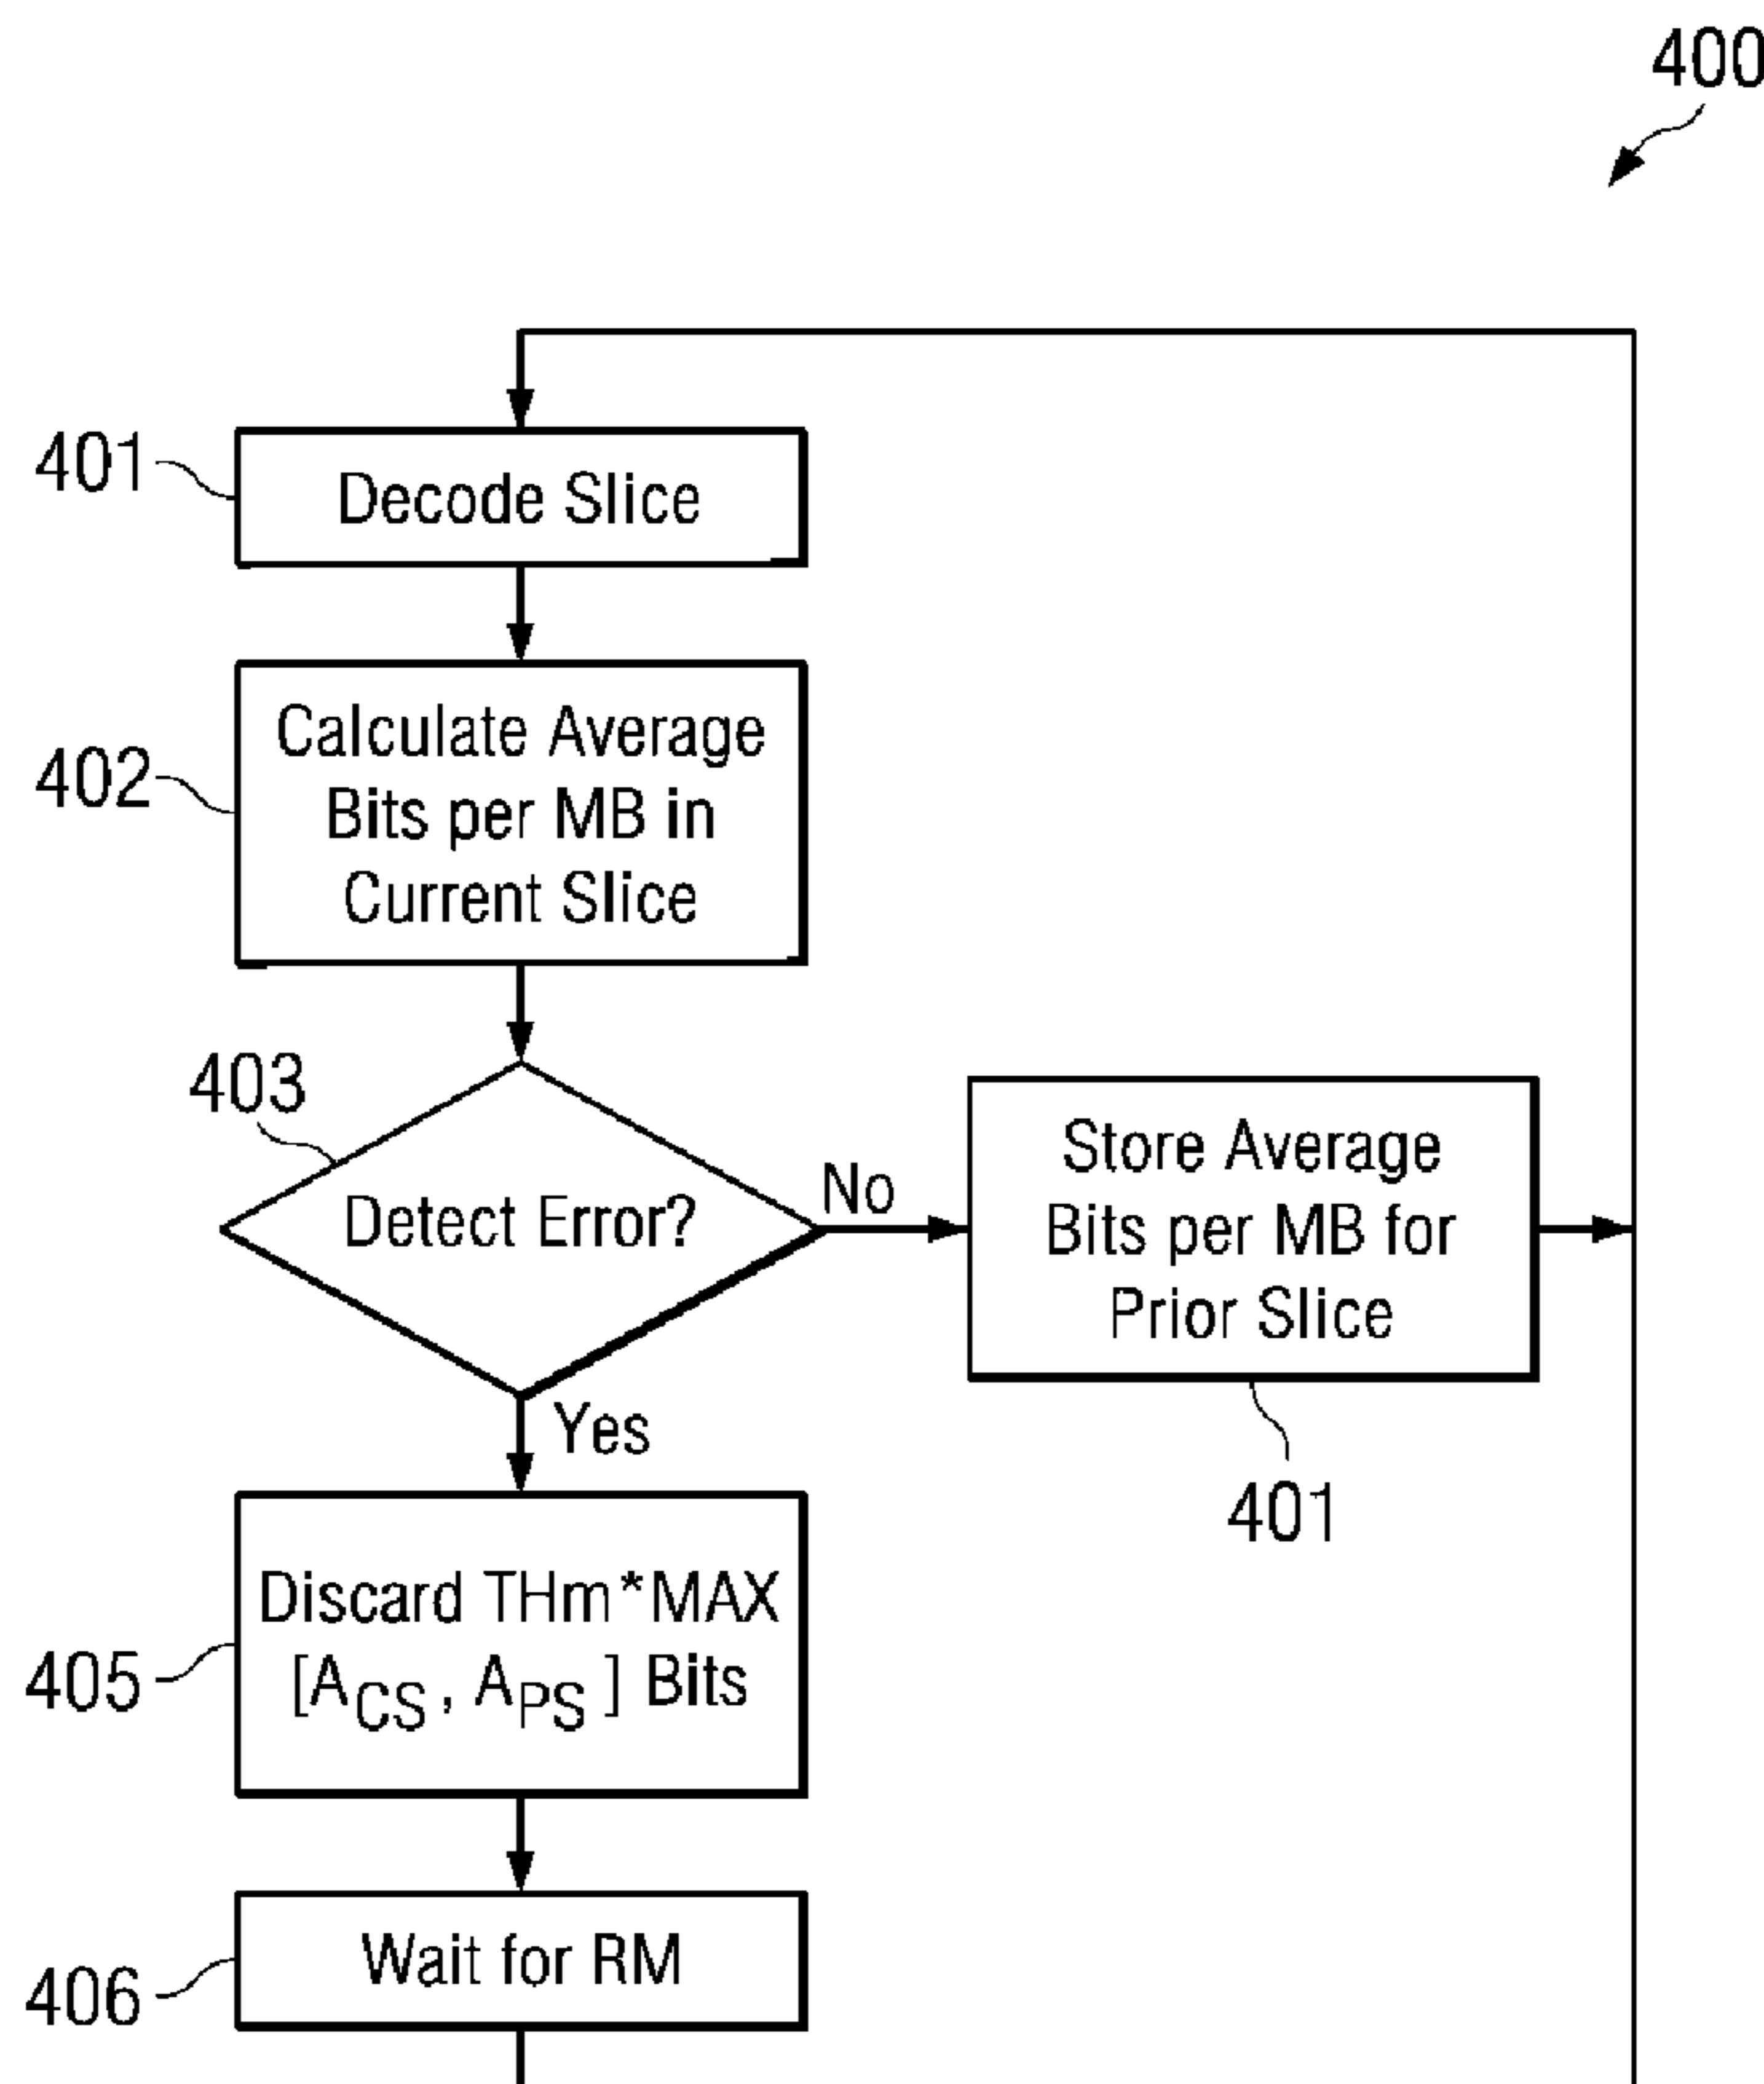 400
401
Decode Slice
402
Calculate Average
Bits per MB in
Current Slice
403
Detect Error?
No
Store Average
Bits per MB for
Prior Slice
401
Yes
405
Discard THm*MAX
[ACS, APS] Bits
406
Wait for RM